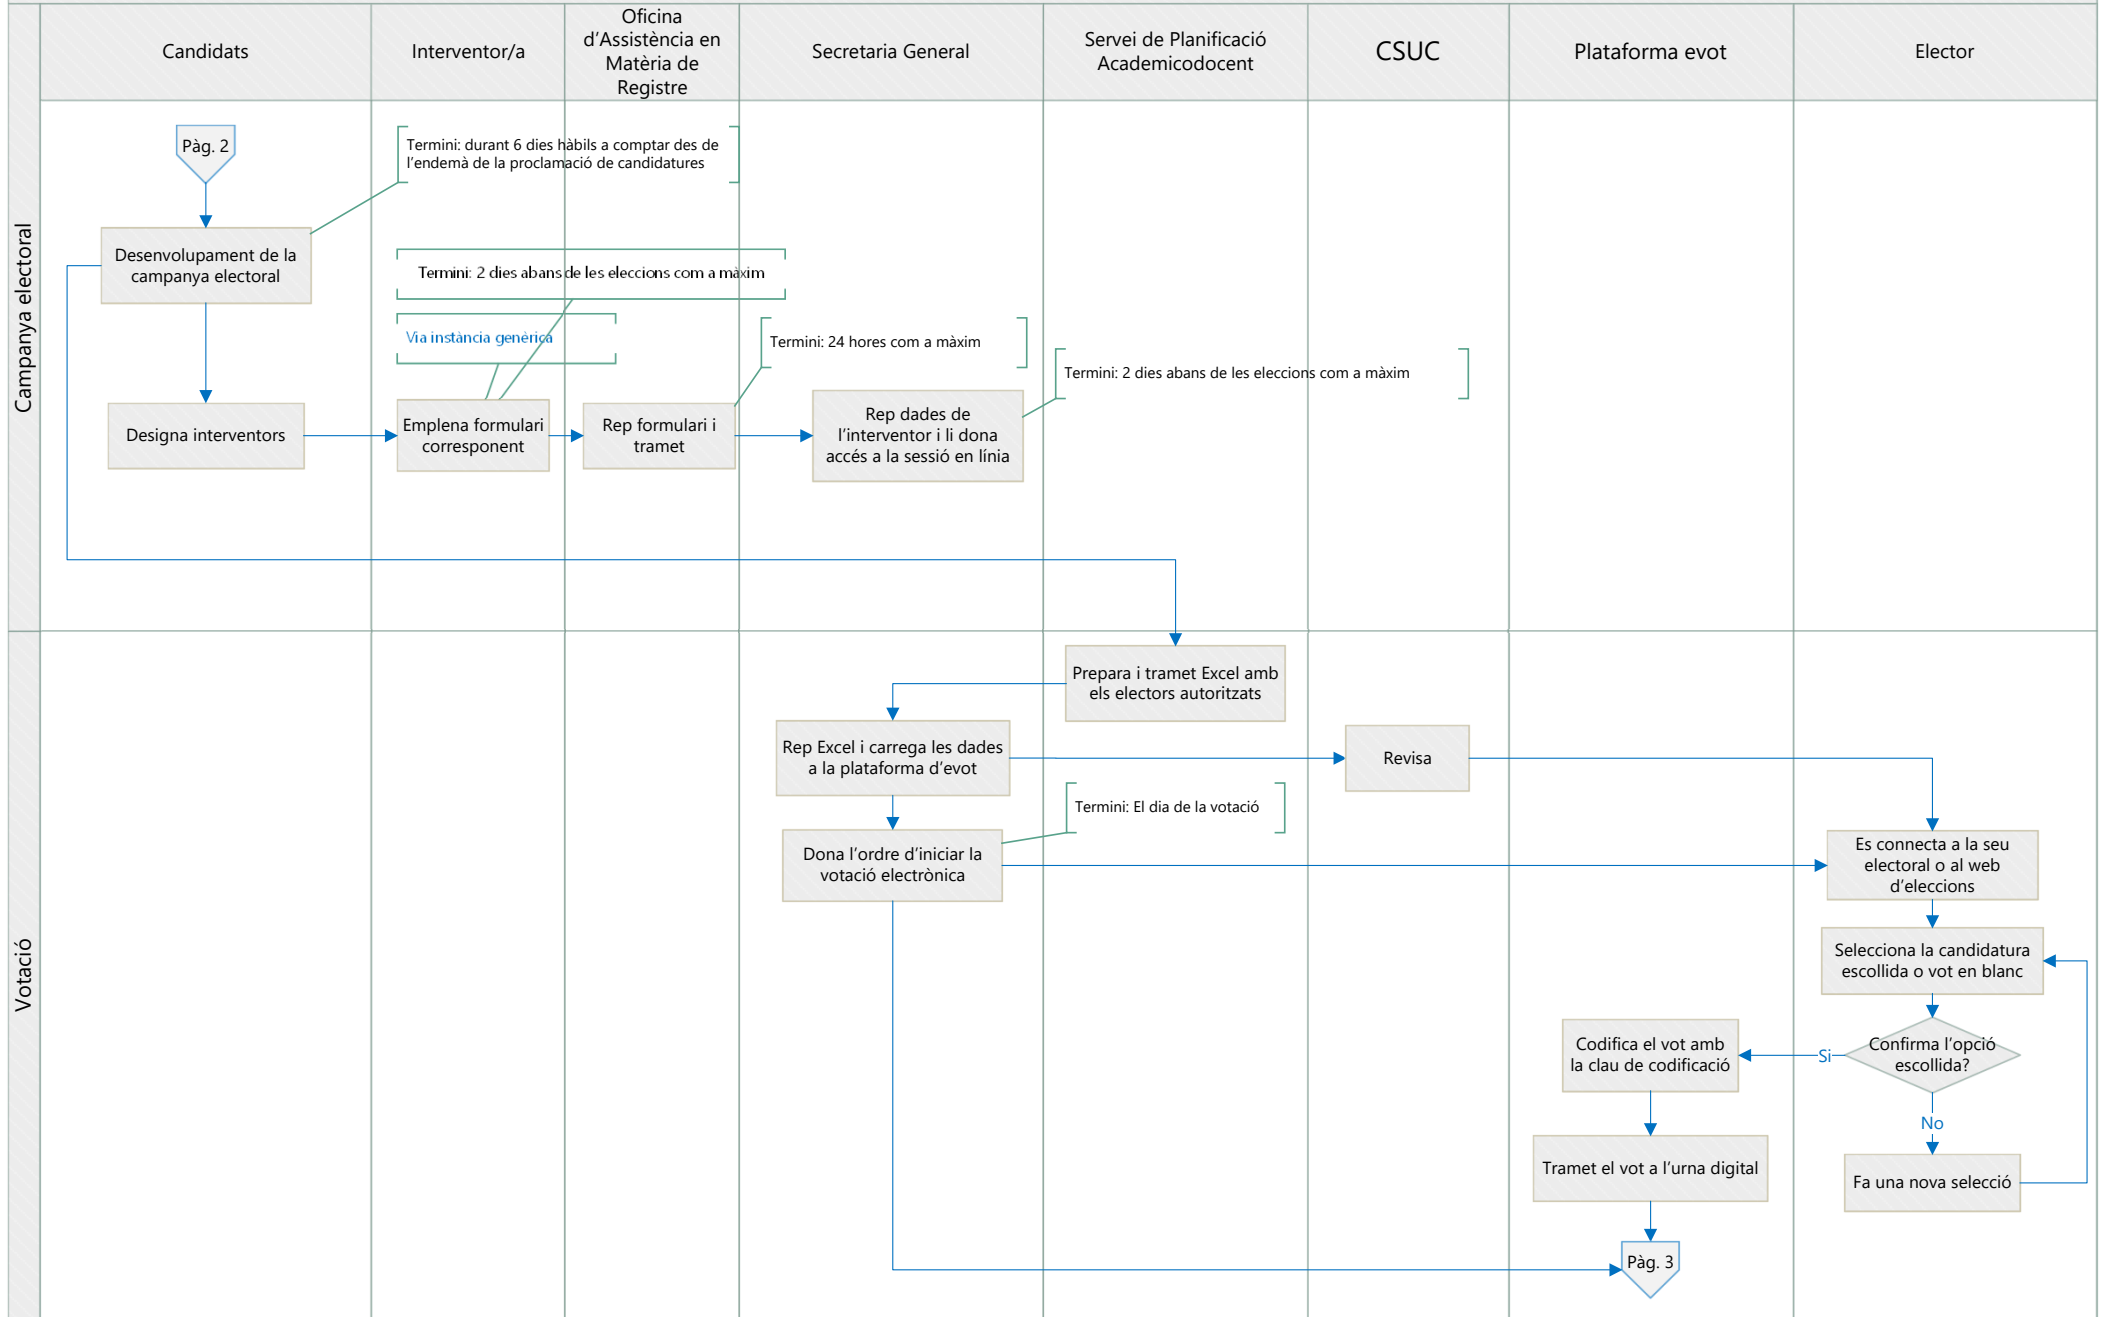 Candidats
Interventor/a
Oficina
d'Assistència en
Matèria de
Registre
Secretaria General
Servei de Planificació
Academicodocent
CSUC
Plataforma evot
Elector
Campanya electoral
Pàg. 2
Termini: durant 6 dies hàbils a comptar des de
l'endemà de la proclamació de candidatures
Desenvolupament de la
campanya electoral
Termini: 2 dies abans de les eleccions com a màxim
Via instància genèrica
Termini: 24 hores com a màxim
Termini: 2 dies abans de les eleccions com a màxim
Designa interventors
Emplena formulari
corresponent
Rep formulari i
tramet
Rep dades de
l'interventor i li dona
accés a la sessió en línia
Votació
Prepara i tramet Excel amb
els electors autoritzats
Rep Excel i carrega les dades
a la plataforma d'evot
Revisa
Termini: El dia de la votació
Dona l'ordre d'iniciar la
votació electrònica
Es connecta a la seu
electoral o al web
d'eleccions
Selecciona la candidatura
escollida o vot en blanc
Confirma l'opció
escollida?
Si
Codifica el vot amb
la clau de codificació
No
Tramet el vot a l'urna digital
Fa una nova selecció
Pàg. 3